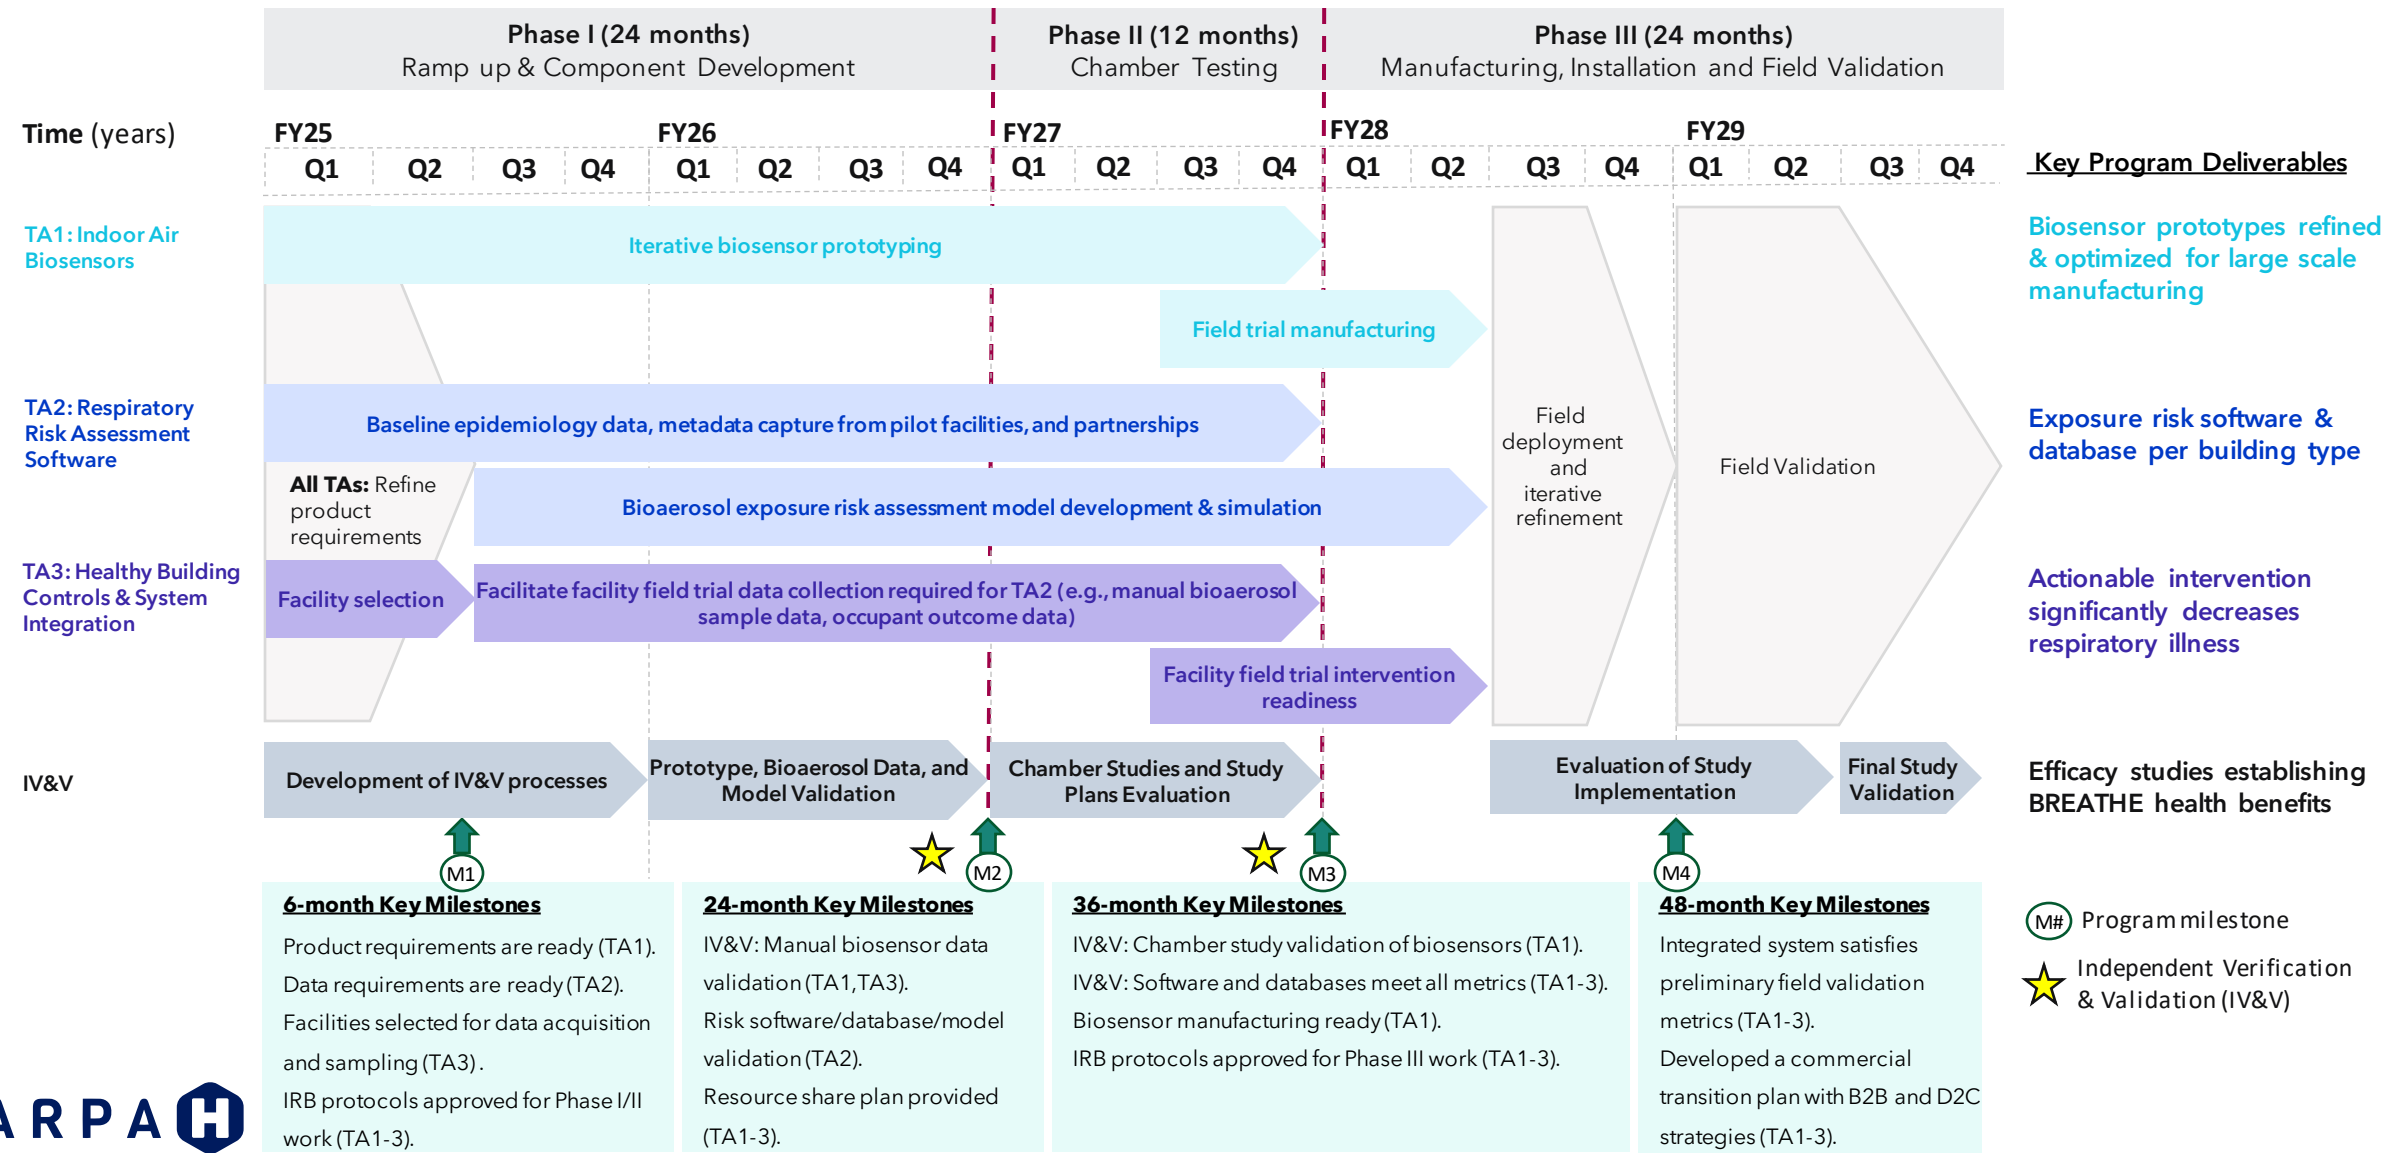 Phase I (24 months)
Ramp up & Component Development
Phase II (12 months)
Chamber Testing
Phase III (24 months)
Manufacturing, Installation and Field Validation
Time (years)
FY25
FY26
FY27
FY28
FY29
Q1 Q2 Q3 Q4 Q1 Q2 Q3 Q4 Q1 Q2 Q3 Q4 Q1 Q2 Q3 Q4 Q1 Q2 Q3 Q4
Key Program Deliverables
TA1: Indoor Air
Biosensors
Iterative biosensor prototyping
Field trial manufacturing
Biosensor prototypes refined
& optimized for large scale
manufacturing
TA2: Respiratory
Risk Assessment
Software
Baseline epidemiology data, metadata capture from pilot facilities, and partnerships
Bioaerosol exposure risk assessment model development & simulation
Exposure risk software &
database per building type
All TAs: Refine
product
requirements
Field
deployment
and
iterative
refinement
Field Validation
TA3: Healthy Building
Controls & System
Integration
Facility selection
Facilitate facility field trial data collection required for TA2 (e.g., manual bioaerosol
sample data, occupant outcome data)
Facility field trial intervention
readiness
Actionable intervention
significantly decreases
respiratory illness
IV&V
Development of IV&V processes
Prototype, Bioaerosol Data, and
Model Validation
Chamber Studies and Study
Plans Evaluation
Evaluation of Study
Implementation
Final Study
Validation
Efficacy studies establishing
BREATHE health benefits
M1
M2
M3
M4
6-month Key Milestones
Product requirements are ready (TA1).
Data requirements are ready (TA2).
Facilities selected for data acquisition
and sampling (TA3) .
IRB protocols approved for Phase I/II
work (TA1-3).
24-month Key Milestones
IV&V: Manual biosensor data
validation (TA1,TA3).
Risk software/database/model
validation (TA2).
Resource share plan provided
(TA1-3).
36-month Key Milestones
IV&V: Chamber study validation of biosensors (TA1).
IV&V: Software and databases meet all metrics (TA1-3).
Biosensor manufacturing ready (TA1).
IRB protocols approved for Phase III work (TA1-3).
48-month Key Milestones
Integrated system satisfies
preliminary field validation
metrics (TA1-3).
Developed a commercial
transition plan with B2B and D2C
strategies (TA1-3).
M# Program milestone
Independent Verification
& Validation (IV&V)
ARPA H